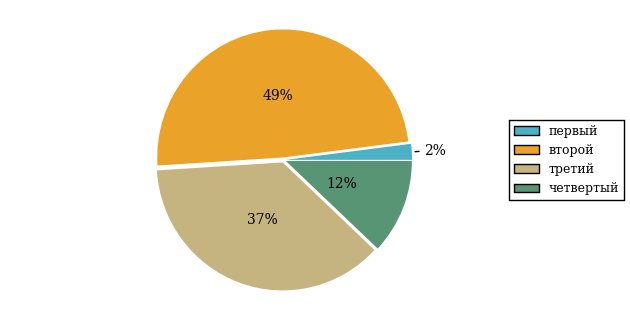 49%
2%
12%
37%
первый
второй
третий
четвертый